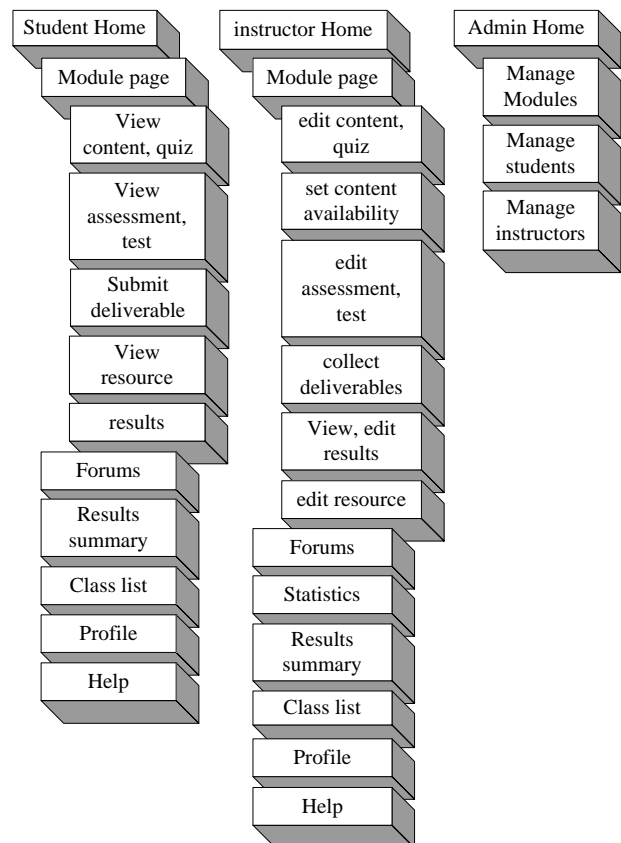 Student Home
Module page
View
content, quiz
View
assessment,
test
Submit
deliverable
View
resource
results
Forums
Results
summary
Class list
Profile
Help
instructor Home
Module page
edit content,
quiz
set content
availability
edit
assessment,
test
collect
deliverables
View, edit
results
edit resource
Forums
Statistics
Results
summary
Class list
Profile
Help
Admin Home
Manage
Modules
Manage
students
Manage
instructors